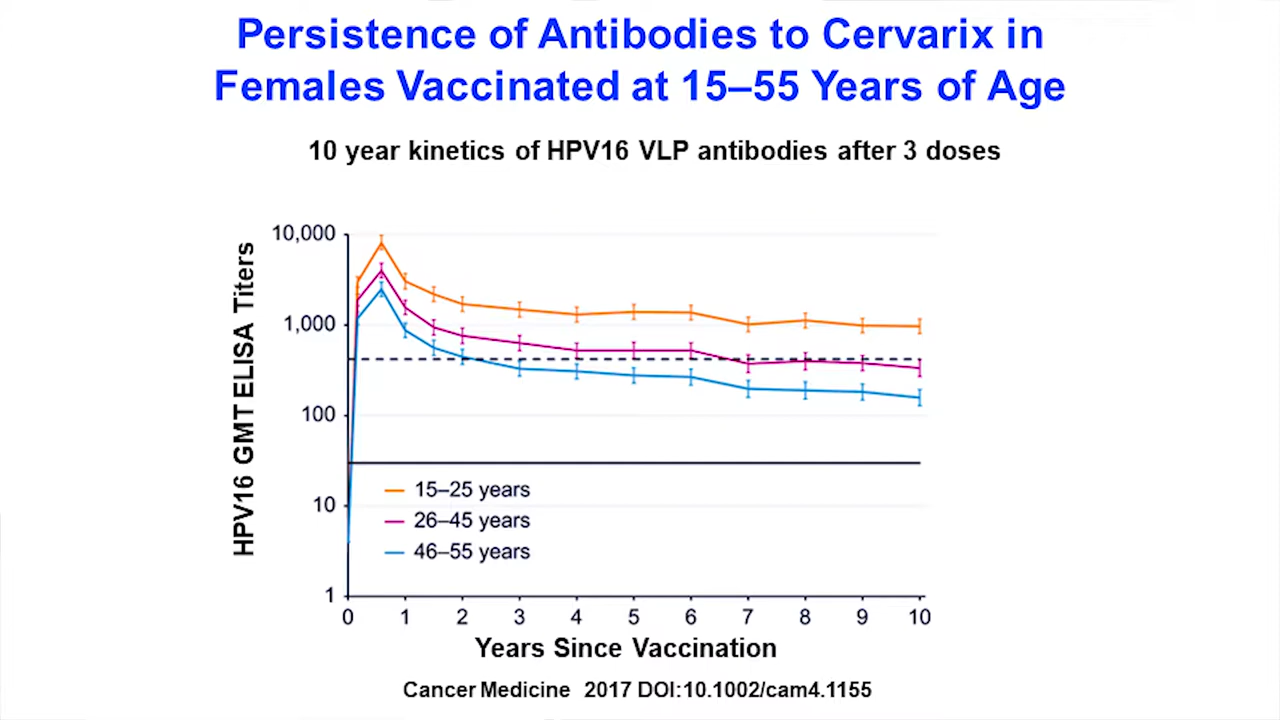 Persistence of Antibodies to Cervarix in
Females Vaccinated at 15–55 Years of Age
10 year kinetics of HPV16 VLP antibodies after 3 doses
HPV16 GMT ELISA Titers
10,000
1,000
100
10
1
15–25 years
26–45 years
46–55 years
0 1 2 3 4 5 6 7 8 9 10
Years Since Vaccination
Cancer Medicine 2017 DOI:10.1002/cam4.1155